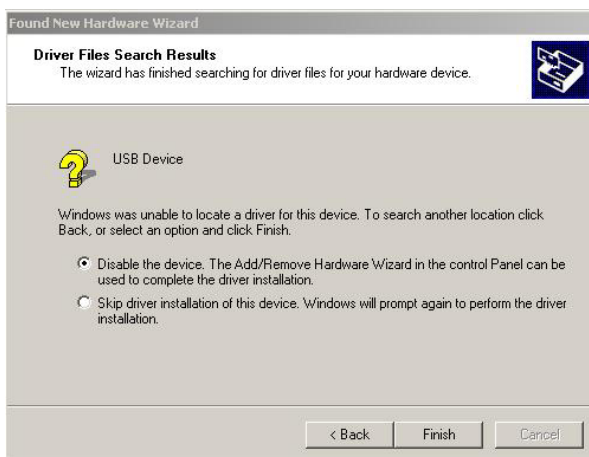 Found New Hardware Wizard
Driver Files Search Results
The wizard has finished searching for driver files for your hardware device.
USB Device
Windows was unable to locate a driver for this device. To search another location click
Back, or select an option and click Finish.
Disable the device. The Add/Remove Hardware Wizard in the control Panel can be
used to complete the driver installation.
Skip driver installation of this device. Windows will prompt again to perform the driver
installation.
< Back Finish Cancel